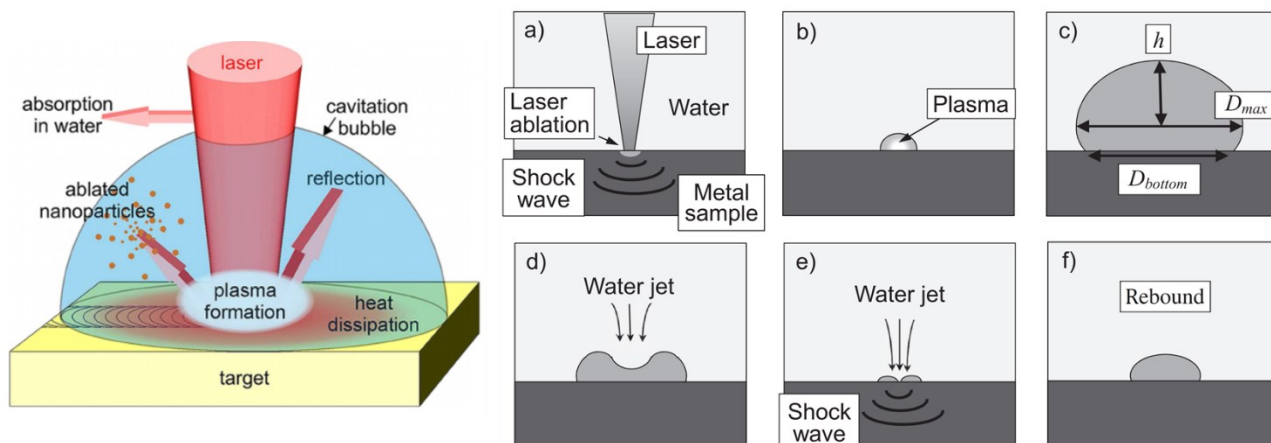 laser
absorption
in water
cavitation
bubble
reflection
ablated
nanoparticles
plasma
formation
heat
dissipation
target
a)
Laser
Laser
ablation
Water
Shock
wave
Metal
sample
b)
Plasma
c)
h
Dmax
Dbottom
d)
Water jet
e)
Water jet
Shock
wave
f)
Rebound